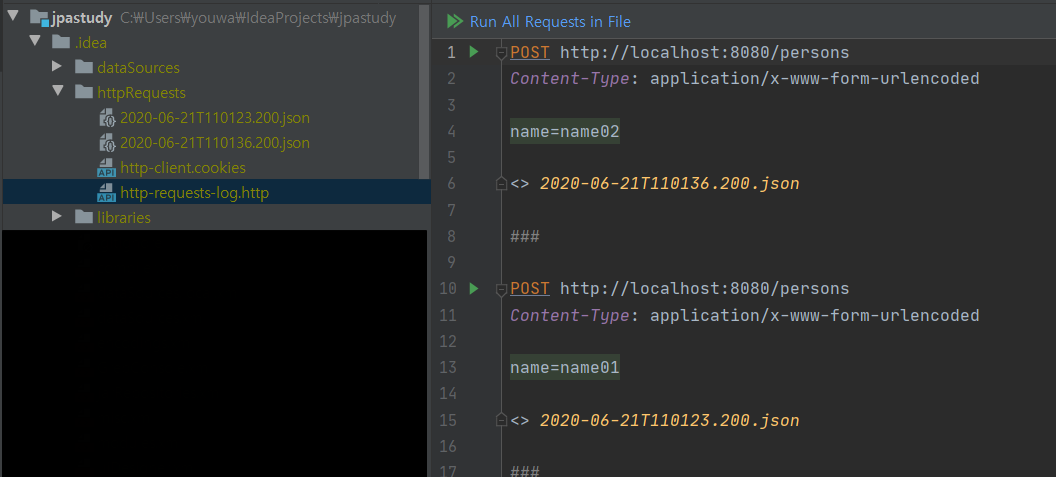 jpastudy C:₩Users₩youwa₩IdeaProjects₩jpastudy
.idea
dataSources
httpRequests
2020-06-21T110123.200.json
2020-06-21T110136.200.json
http-client.cookies
API
http-requests-log.http
API
libraries
Run All Requests in File
1 POST http://localhost:8080/persons
2 Content-Type: application/x-www-form-urlencoded
3
4 name=name02
5
6 <> 2020-06-21T110136.200.json
7
8 ###
9
10 POST http://localhost:8080/persons
11 Content-Type: application/x-www-form-urlencoded
12
13 name=name01
14
15 <> 2020-06-21T110123.200.json
16
17 ###